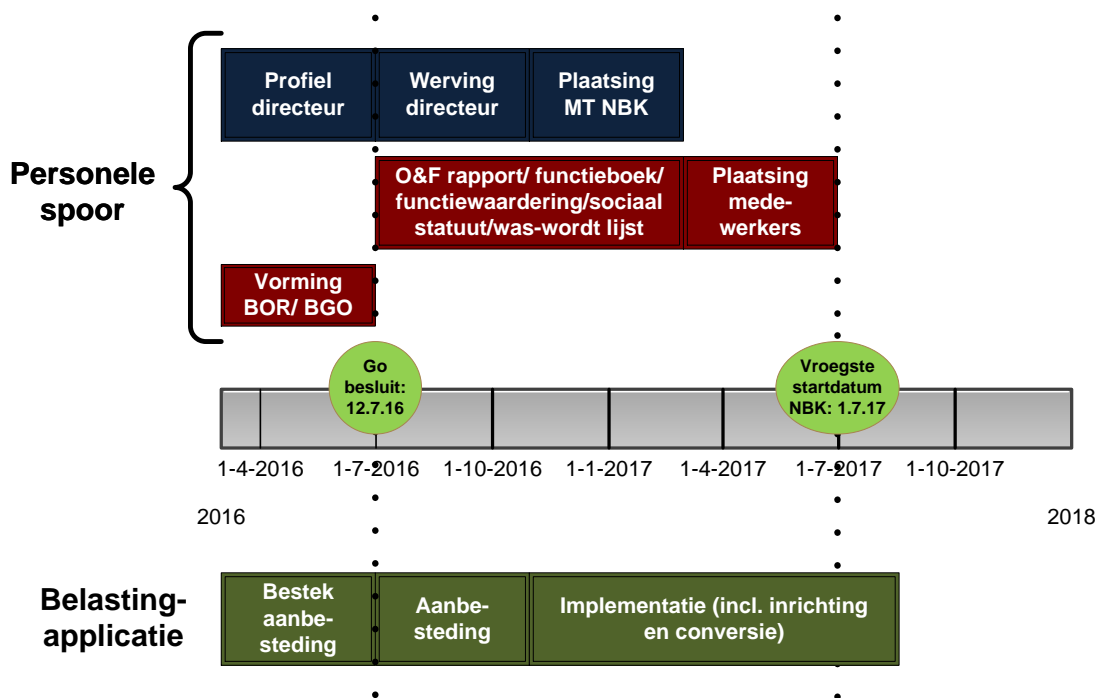 Profiel
directeur
Werving
directeur
Plaatsing
MT NBK
Personele
spoor
O&F rapport/ functieboek/
functiewaardering/sociaal
statuut/was-wordt lijst
Plaatsing
mede-
werkers
Vorming
BOR/ BGO
Go
besluit:
12.7.16
Vroegste
startdatum
NBK: 1.7.17
1-4-2016
1-7-2016
1-10-2016
1-1-2017
1-4-2017
1-7-2017
1-10-2017
2016
2018
Belasting-
applicatie
Bestek
aanbe-
steding
Aanbe-
steding
Implementatie (incl. inrichting
en conversie)